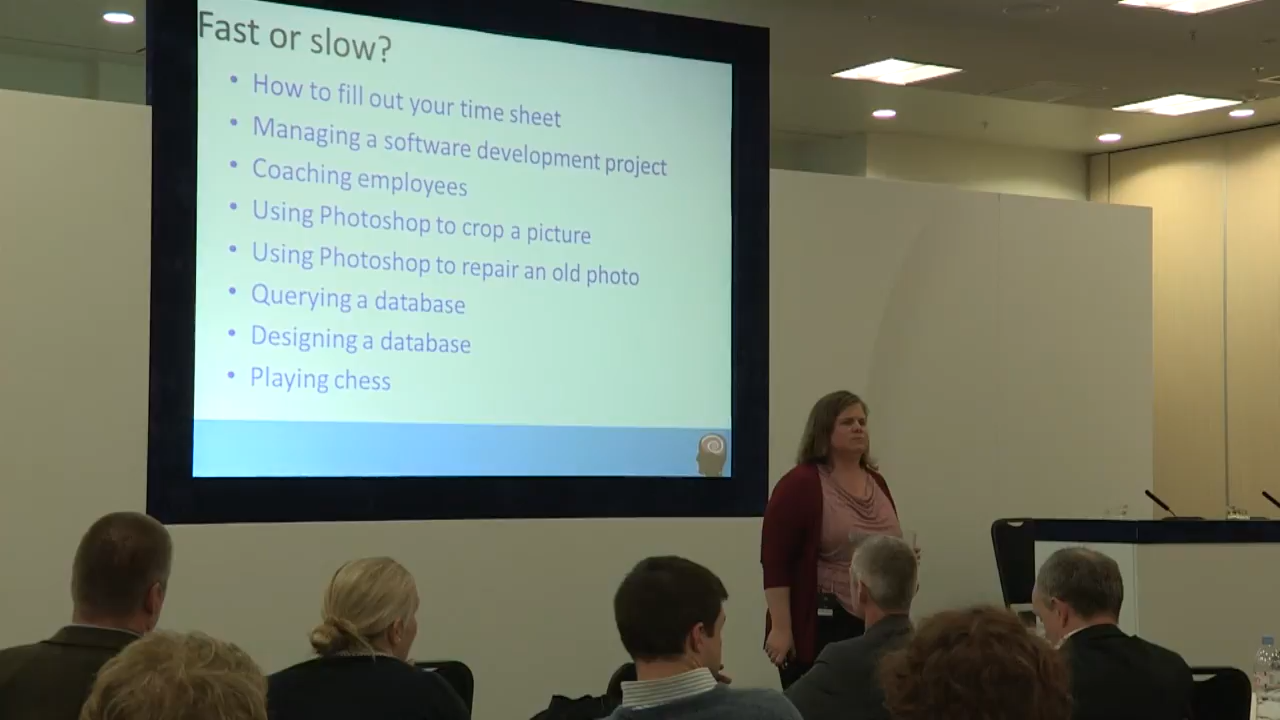 Fast or slow?
• How to fill out your time sheet
• Managing a software development project
• Coaching employees
• Using Photoshop to crop a picture
• Using Photoshop to repair an old photo
• Querying a database
• Designing a database
• Playing chess